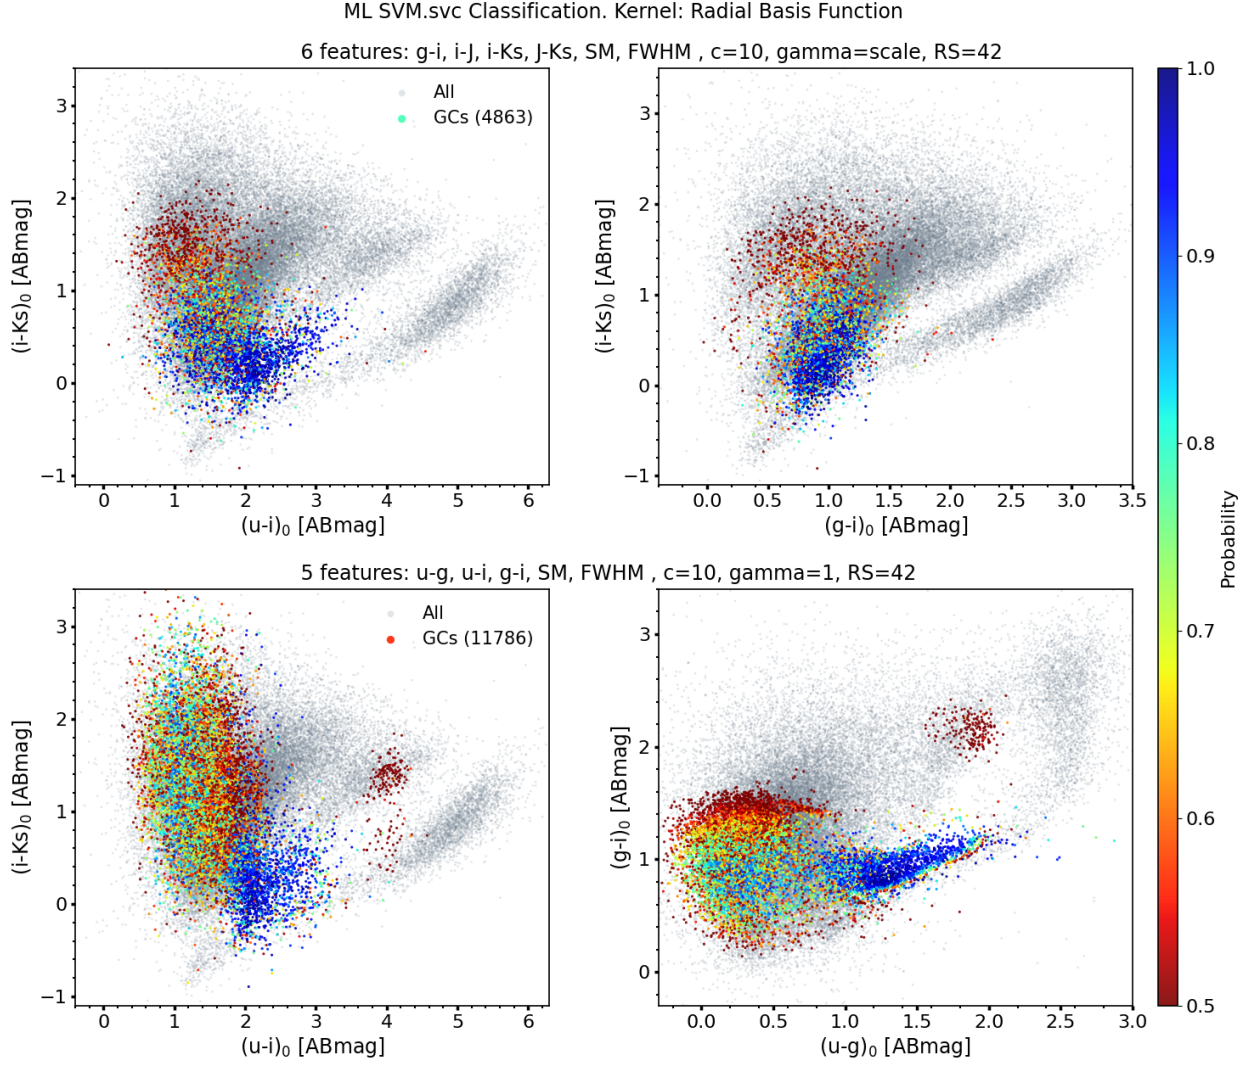 ML SVM.svc Classification. Kernel: Radial Basis Function
6 features: g-i, i-J, i-Ks, J-Ks, SM, FWHM , c=10, gamma=scale, RS=42
All
GCs (4863)
3
2
1
0
−1
(i-Ks)₀ [ABmag]
0 1 2 3 4 5 6
(u-i)₀ [ABmag]
3
2
1
0
−1
(i-Ks)₀ [ABmag]
0.0 0.5 1.0 1.5 2.0 2.5 3.0 3.5
(g-i)₀ [ABmag]
5 features: u-g, u-i, g-i, SM, FWHM , c=10, gamma=1, RS=42
All
GCs (11786)
3
2
1
0
−1
(i-Ks)₀ [ABmag]
0 1 2 3 4 5 6
(u-i)₀ [ABmag]
3
2
1
0
(g-i)₀ [ABmag]
0.0 0.5 1.0 1.5 2.0 2.5 3.0
(u-g)₀ [ABmag]
1.0
0.9
0.8
0.7
0.6
0.5
Probability